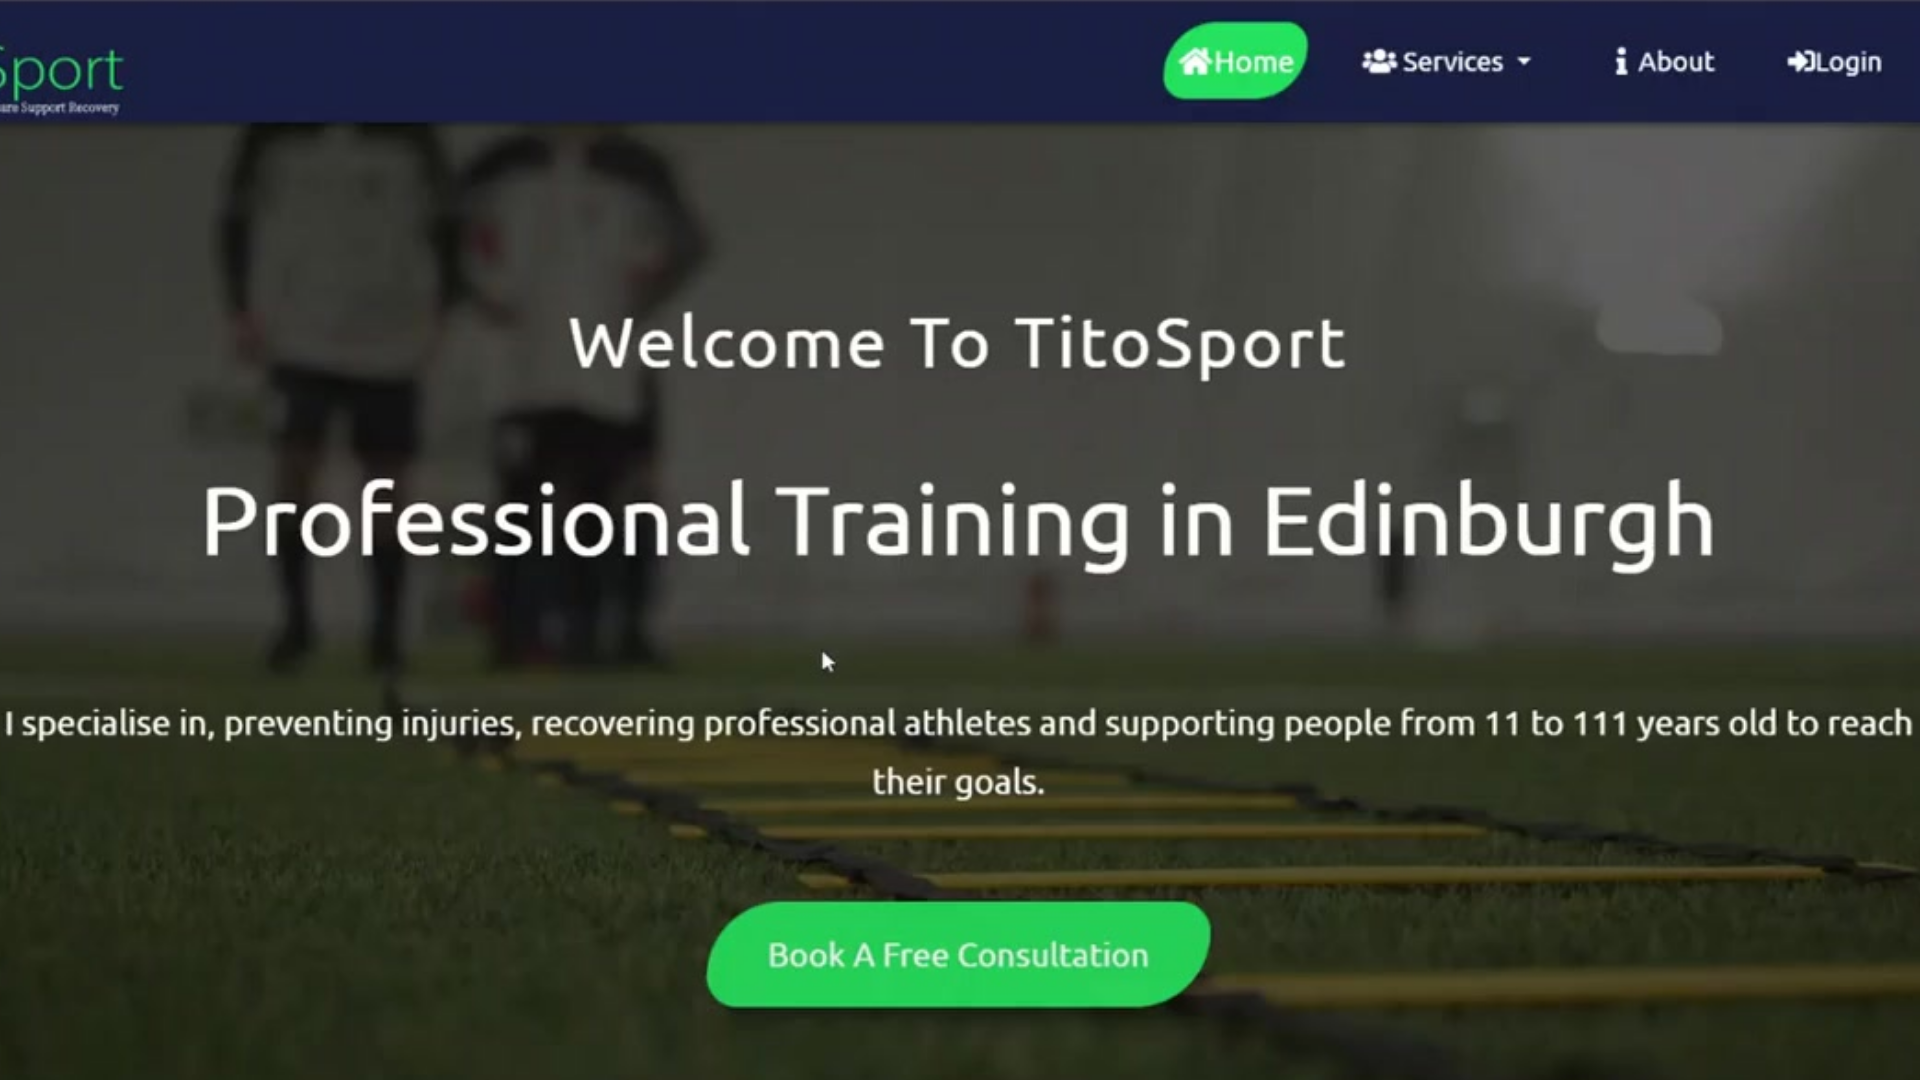 Sport
Support Recovery
Home
Services
About
Login
Welcome To TitoSport
Professional Training in Edinburgh
I specialise in, preventing injuries, recovering professional athletes and supporting people from 11 to 111 years old to reach
their goals.
Book A Free Consultation